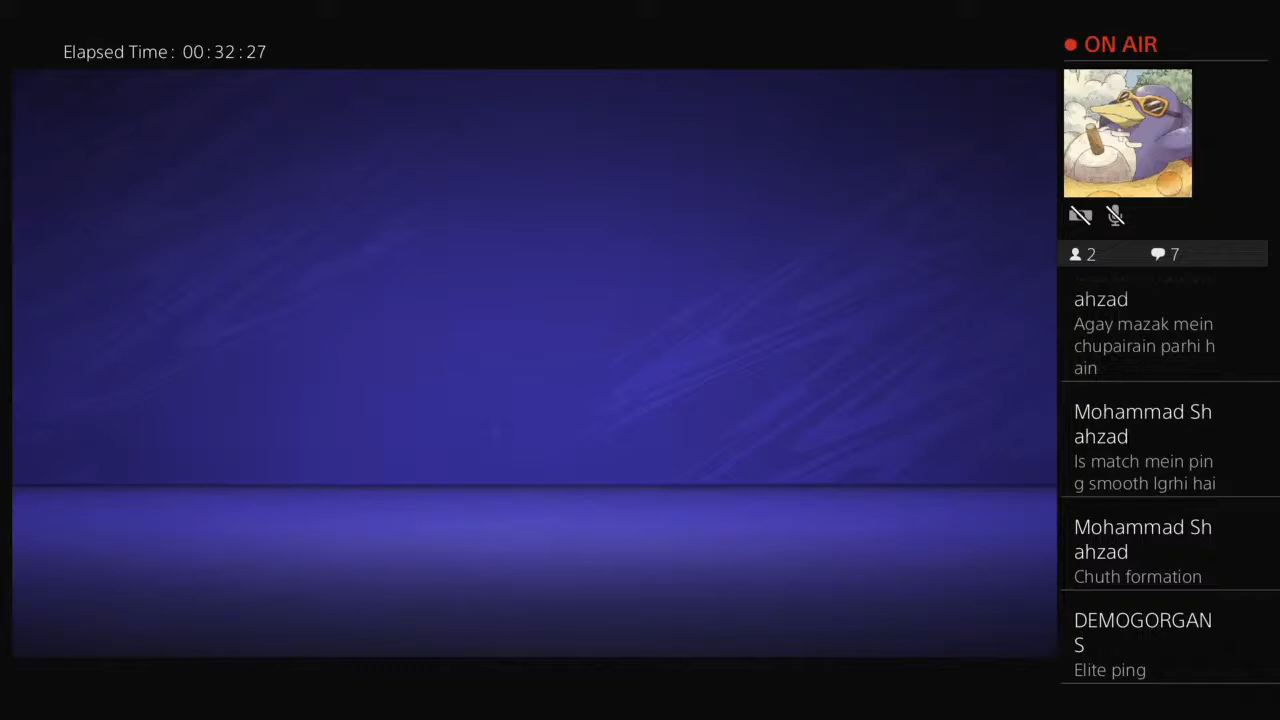 Elapsed Time: 00:32:27
ON AIR
2 7
ahzad
Agay mazak mein
chupairain parhi h
ain
Mohammad Sh
ahzad
Is match mein pin
g smooth lgrhi hai
Mohammad Sh
ahzad
Chuth formation
DEMOGORGAN
S
Elite ping